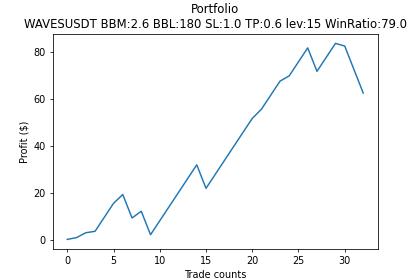 Portfolio
WAVESUSDT BBM:2.6 BBL:180 SL:1.0 TP:0.6 lev:15 WinRatio:79.0
80
60
40
20
0
Profit ($)
0 5 10 15 20 25 30
Trade counts